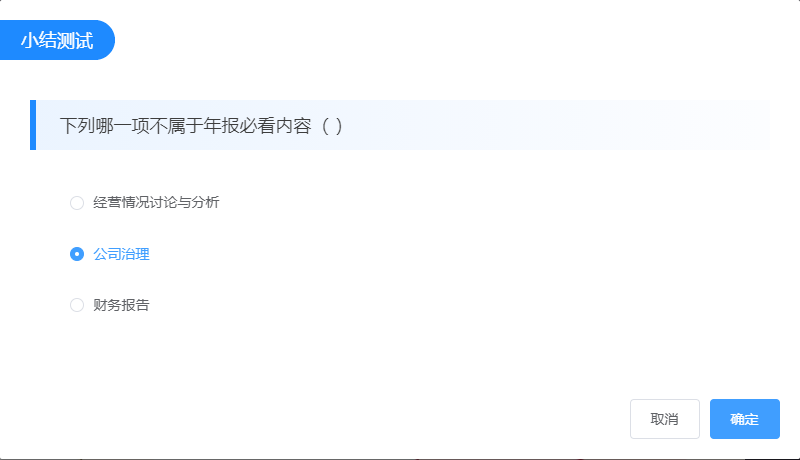 小结测试
下列哪一项不属于年报必看内容（ ）
经营情况讨论与分析
公司治理
财务报告
取消
确定